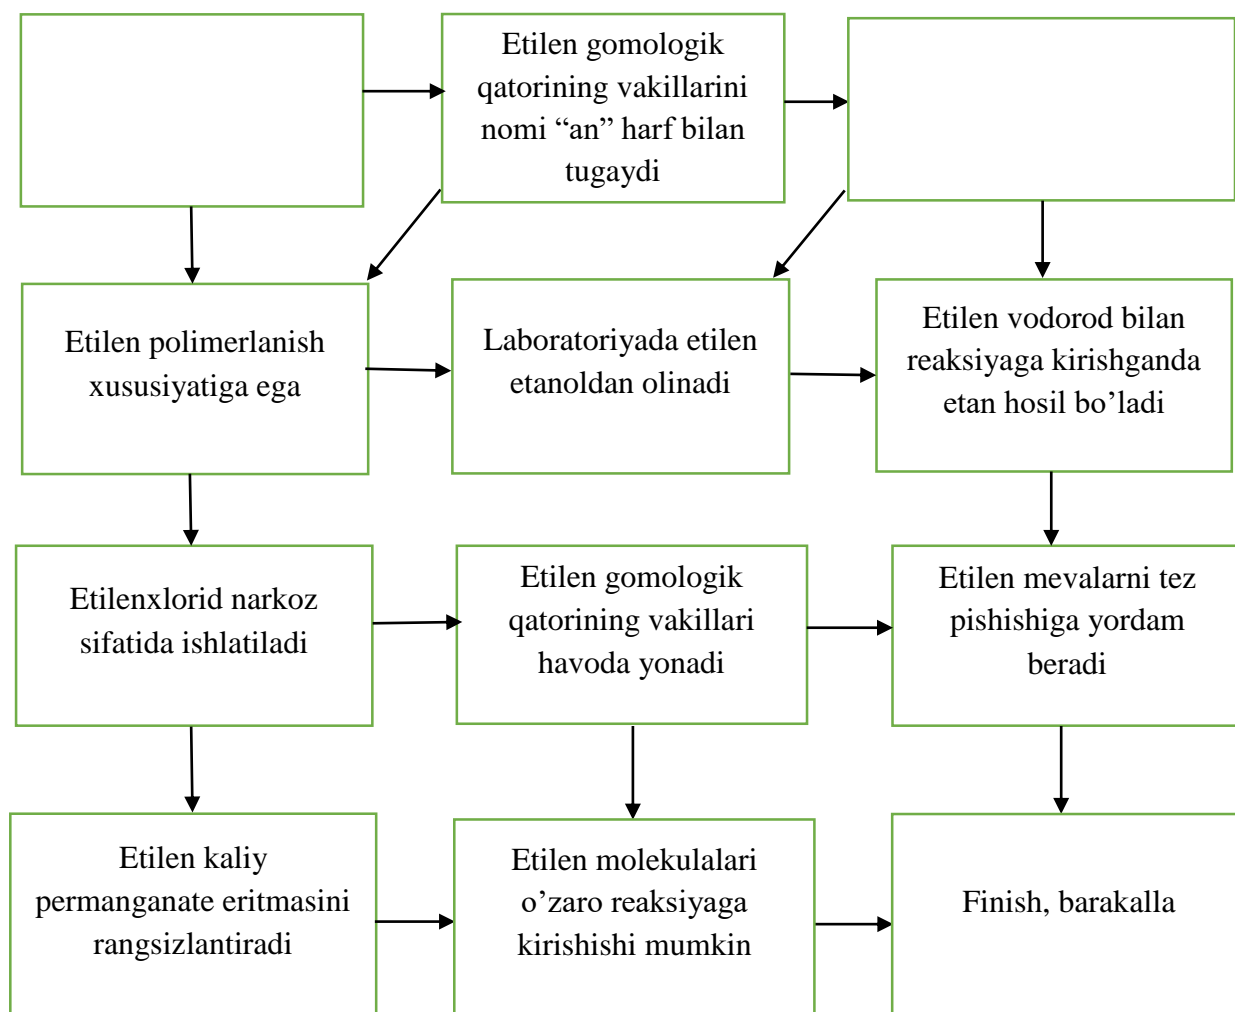 Etilen gomologik
qatorining vakillarini
nomi “an” harf bilan
tugaydi
Etilen polimerlanish
xususiyatiga ega
Laboratoriyada etilen
etanoldan olinadi
Etilen vodorod bilan
reaksiyaga kirishganda
etan hosil bo’ladi
Etilenxlorid narkoz
sifatida ishlatiladi
Etilen gomologik
qatorining vakillari
havoda yonadi
Etilen mevalarni tez
pishishiga yordam
beradi
Etilen kaliy
permanganate eritmasini
rangsizlantiradi
Etilen molekulalari
o’zaro reaksiyaga
kirishishi mumkin
Finish, barakalla